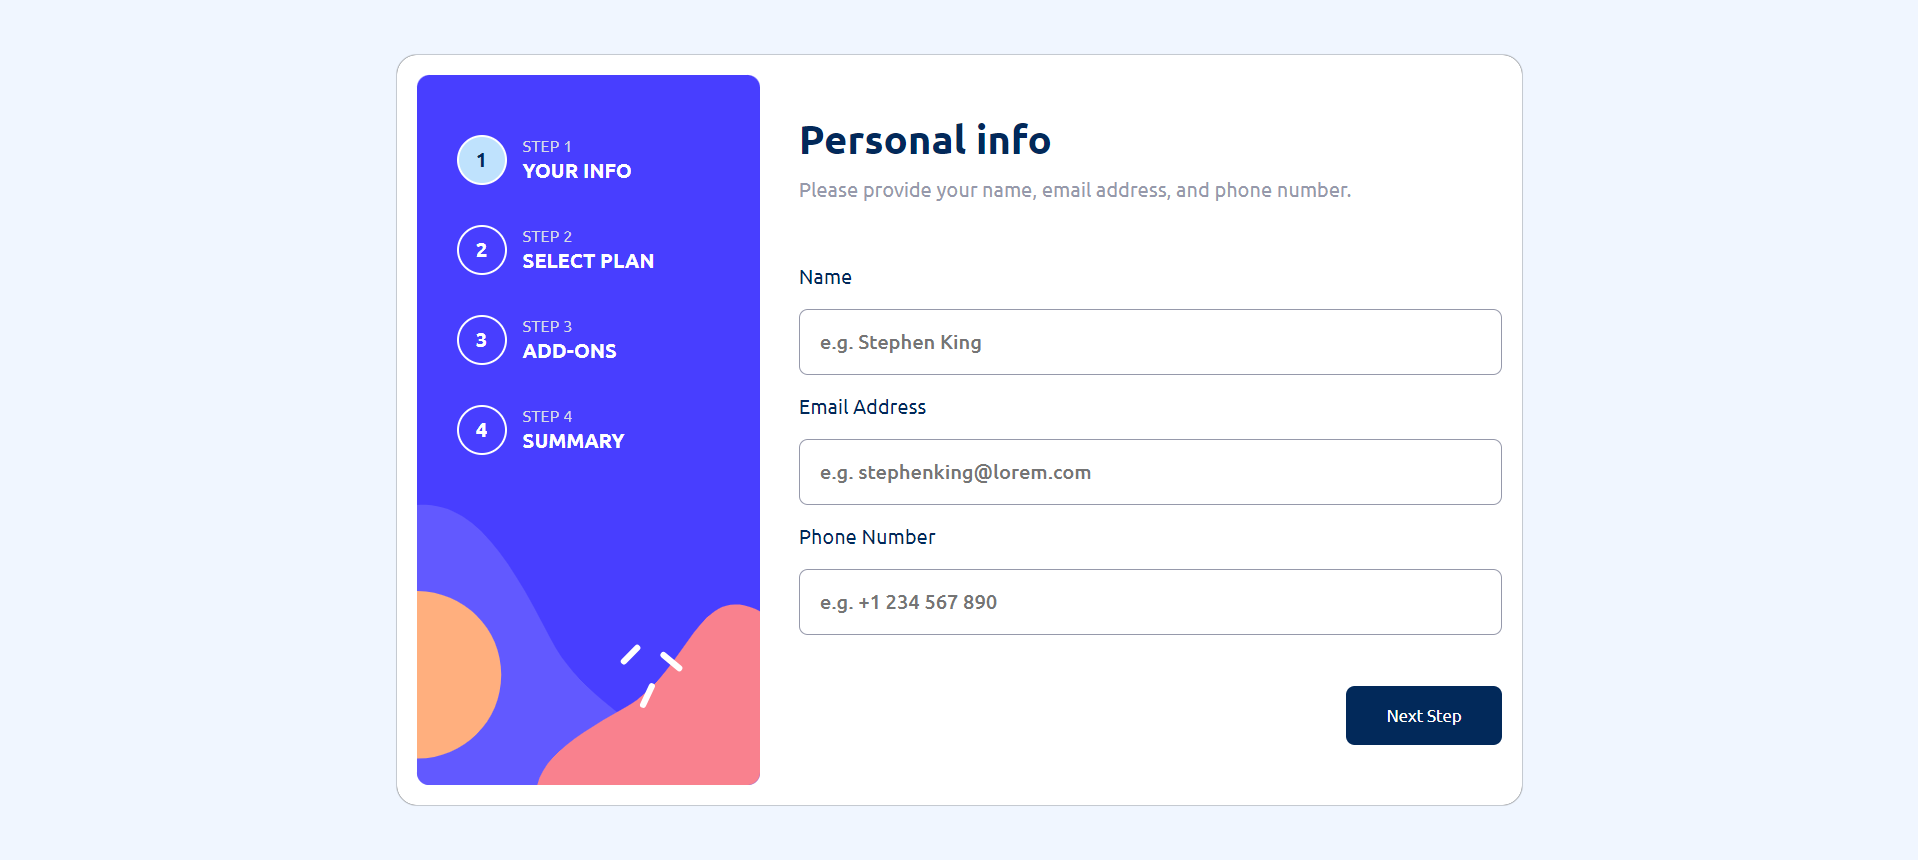 1
STEP 1
YOUR INFO
2
STEP 2
SELECT PLAN
3
STEP 3
ADD-ONS
4
STEP 4
SUMMARY
Personal info
Please provide your name, email address, and phone number.
Name
e.g. Stephen King
Email Address
e.g. stephenking@lorem.com
Phone Number
e.g. +1 234 567 890
Next Step